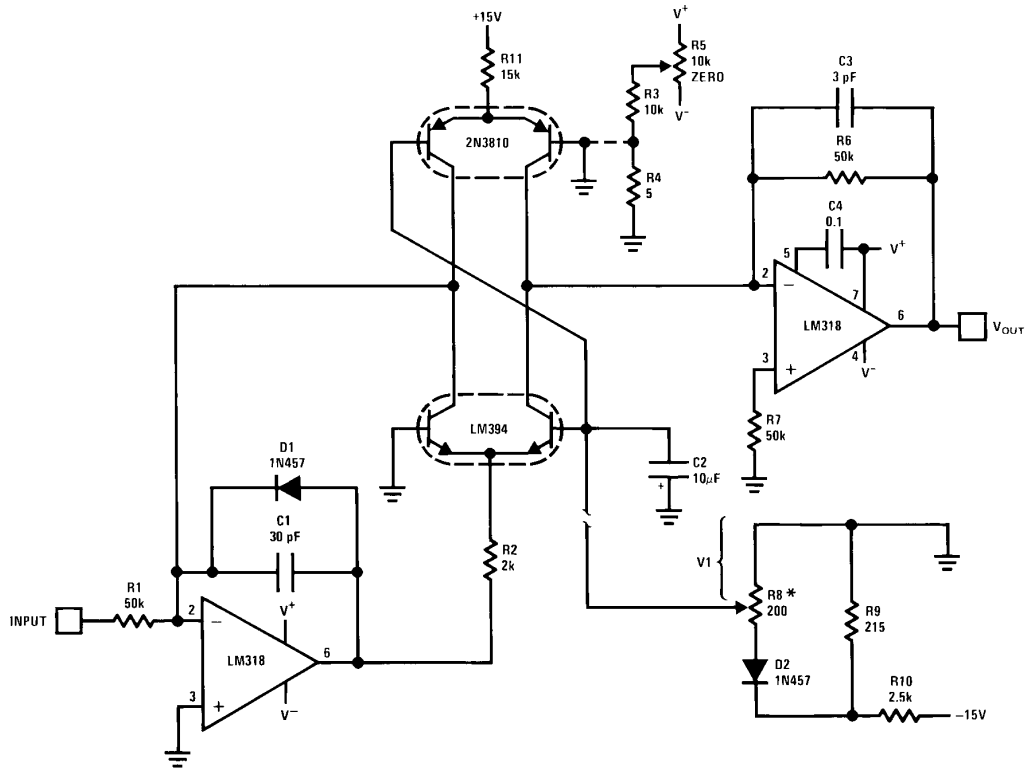 +15V
R11
15k
2N3810
V+
R5
10k
ZERO
V−
R3
10k
R4
5
C3
3 pF
R6
50k
C4
0.1
V+
5
2
−
7
LM318
6
VOUT
3
+
4
V−
R7
50k
LM394
C2
10μF
+
D1
1N457
C1
30 pF
R2
2k
R1
50k
INPUT
2
−
V+
LM318
6
3
+
V−
V1
R8*
200
R9
215
D2
1N457
R10
2.5k
−15V